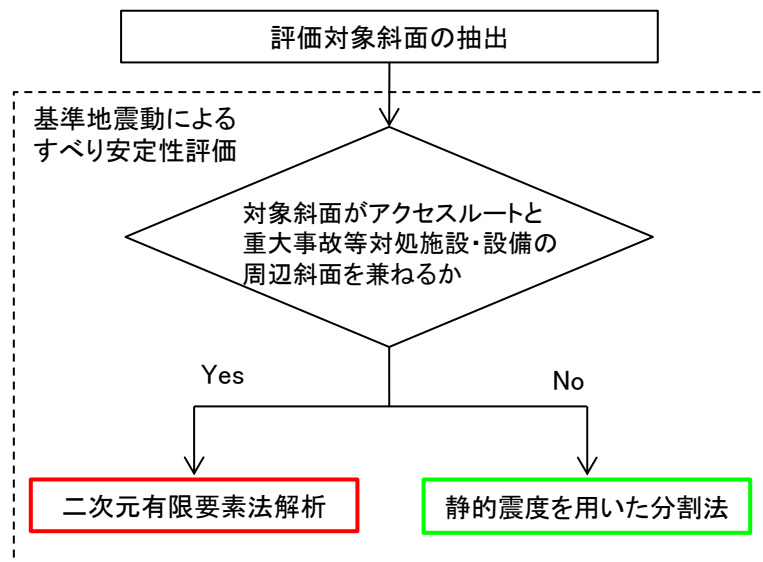 評価対象斜面の抽出
基準地震動による
すべり安定性評価
対象斜面がアクセスルートと
重大事故等対処施設・設備の
周辺斜面を兼ねるか
Yes
No
二次元有限要素法解析
静的震度を用いた分割法